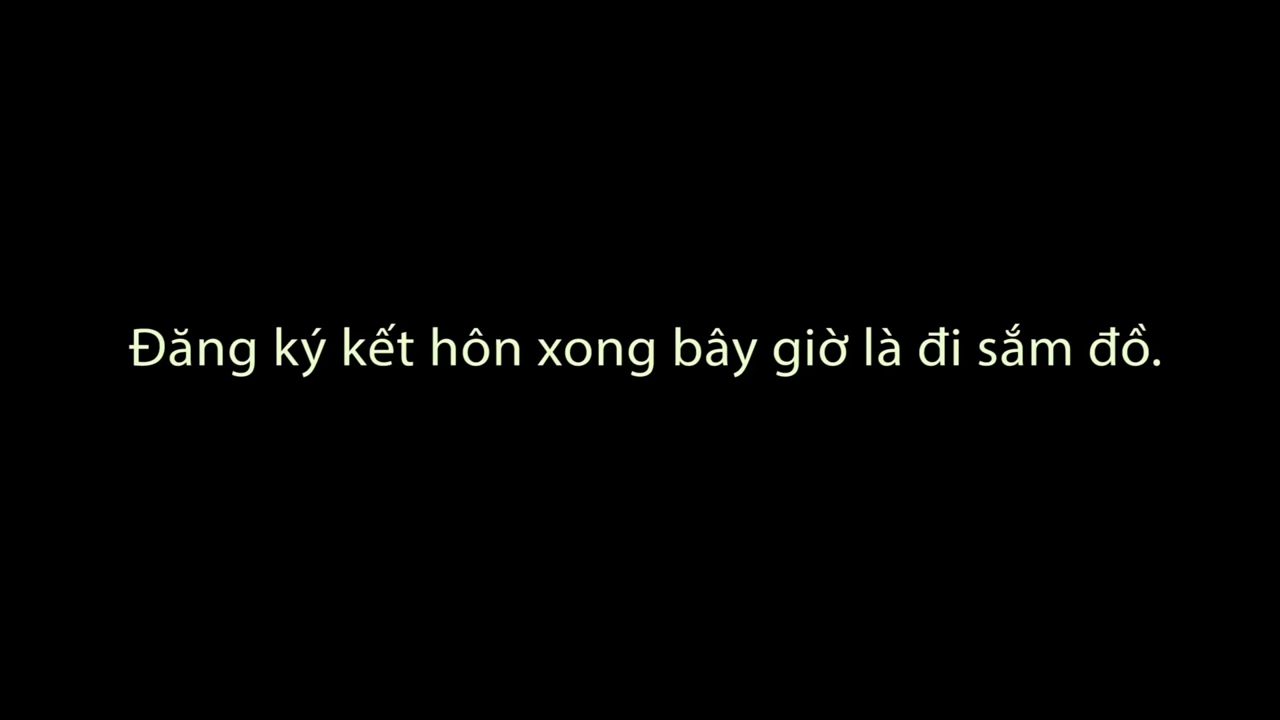 Đăng ký kết hôn xong bây giờ là đi sắm đồ.